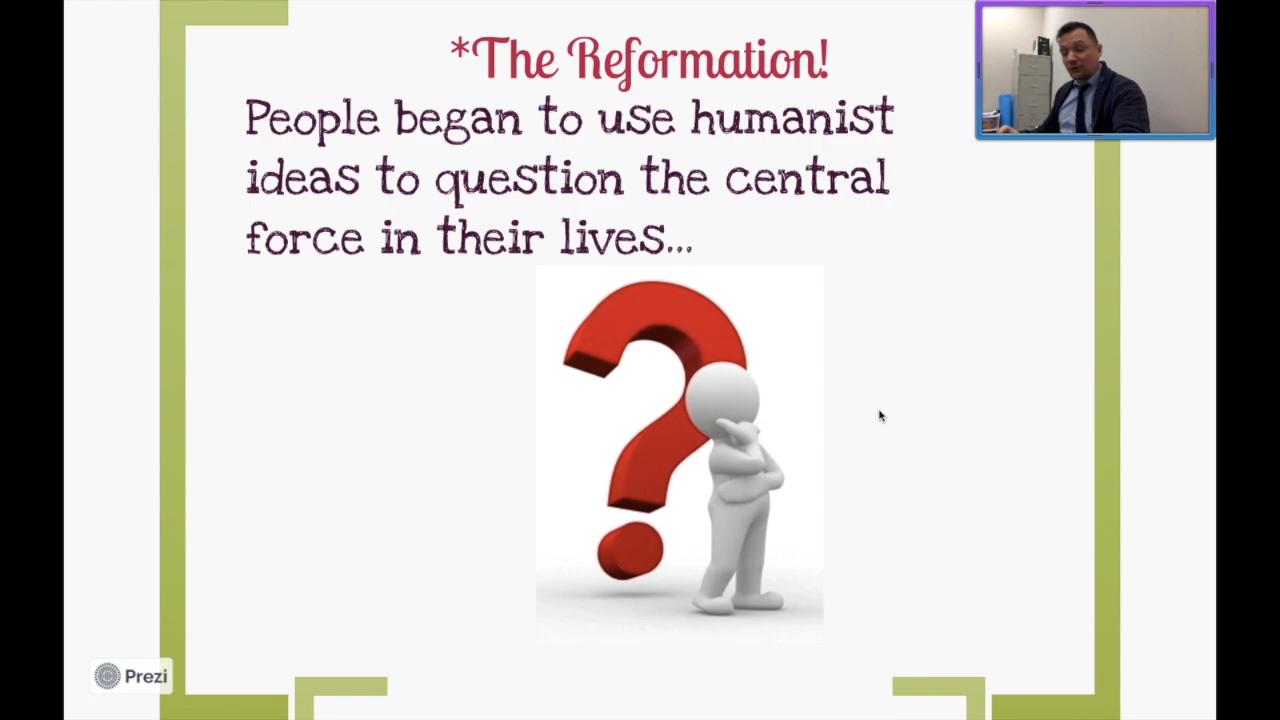 *The Reformation!
People began to use humanist
ideas to question the central
force in their lives...
Prezi